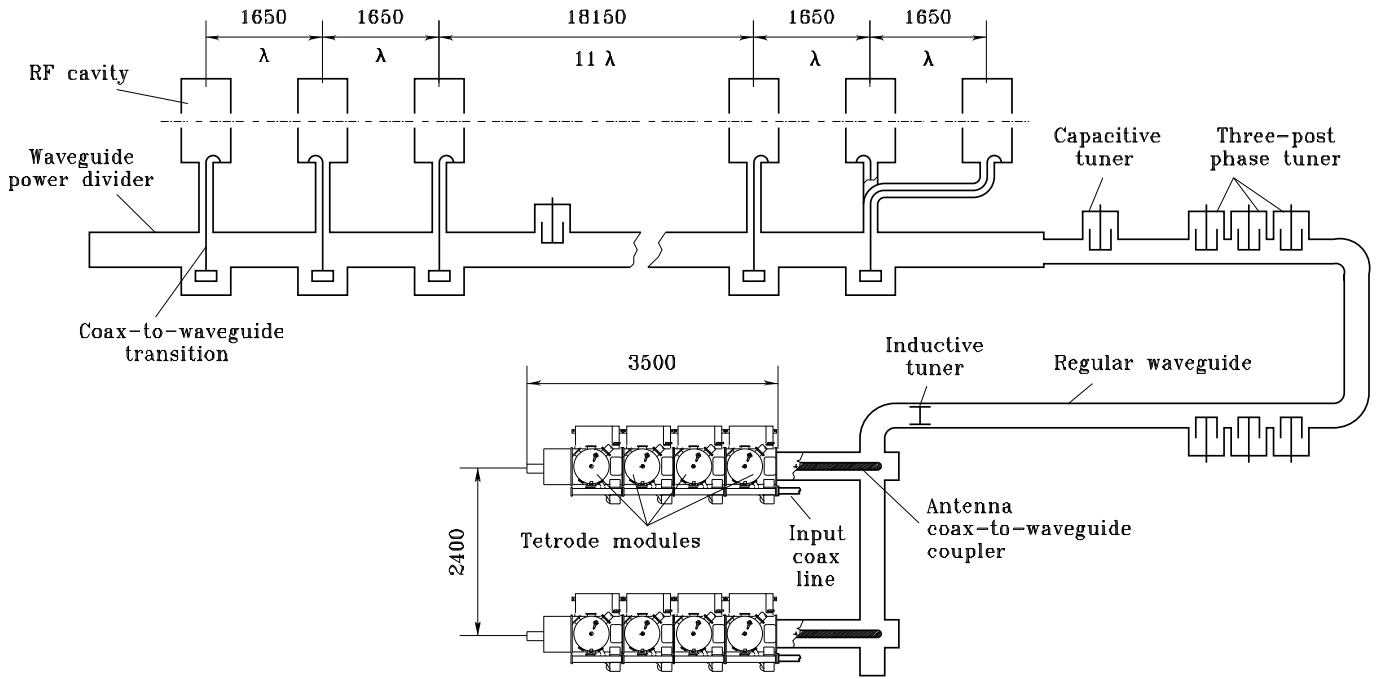 1650
1650
18150
1650
1650
λ
λ
11 λ
λ
λ
RF cavity
Waveguide
power divider
Capacitive
tuner
Three-post
phase tuner
Coax-to-waveguide
transition
Inductive
tuner
Regular waveguide
3500
2400
Tetrode modules
Input
coax
line
Antenna
coax-to-waveguide
coupler